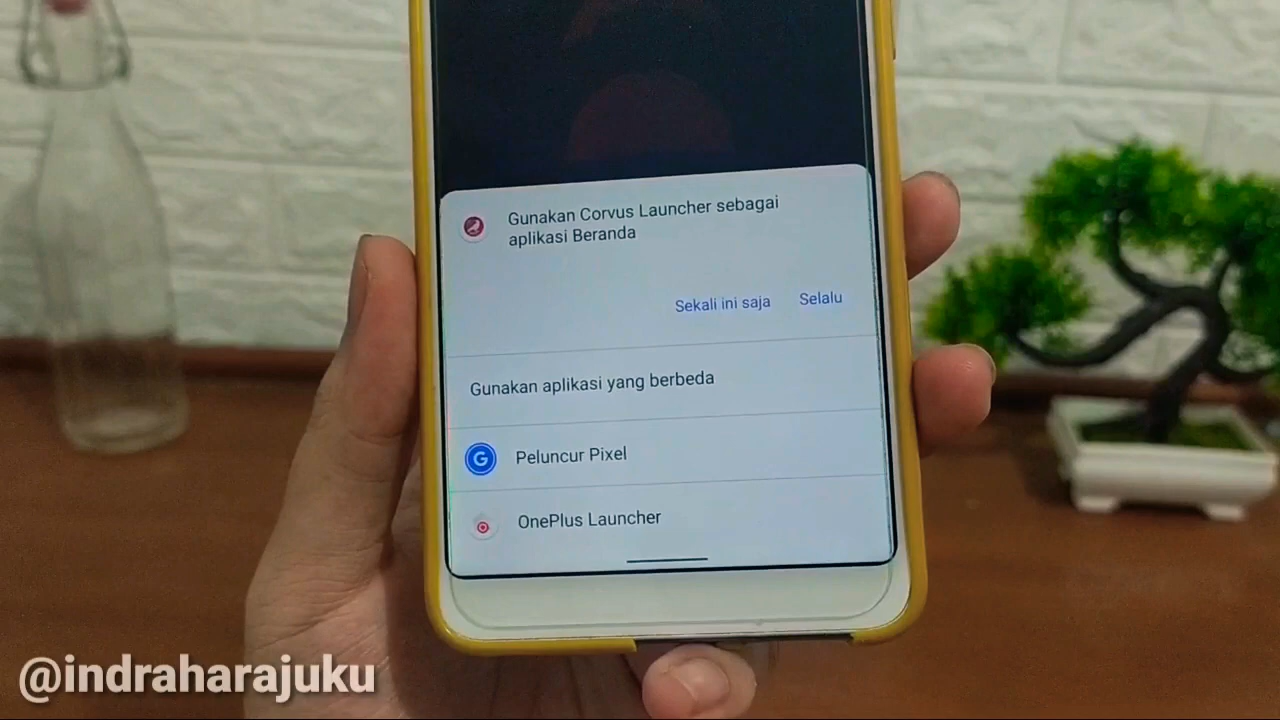 Gunakan Corvus Launcher sebagai
aplikasi Beranda
Sekali ini saja Selalu
Gunakan aplikasi yang berbeda
G Peluncur Pixel
OnePlus Launcher
@indraharajuku